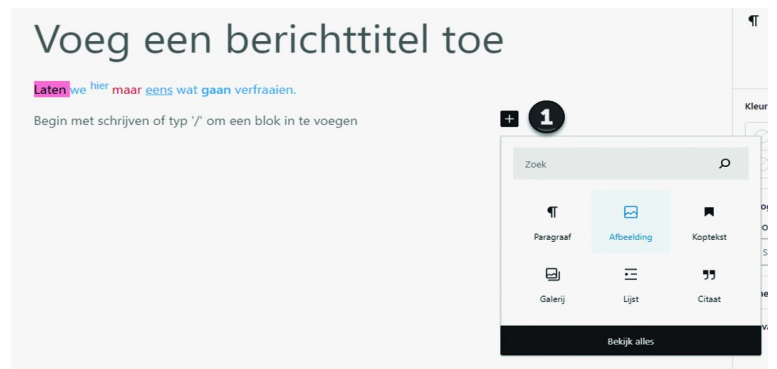 Voeg een berichttitel toe
Laten we hier maar eens wat gaan verfraaien.
Begin met schrijven of typ '/' om een blok in te voegen
1
Kleur
Zoek
Paragraaf Afbeelding Koptekst
Galerij Lijst Citaat
Bekijk alles